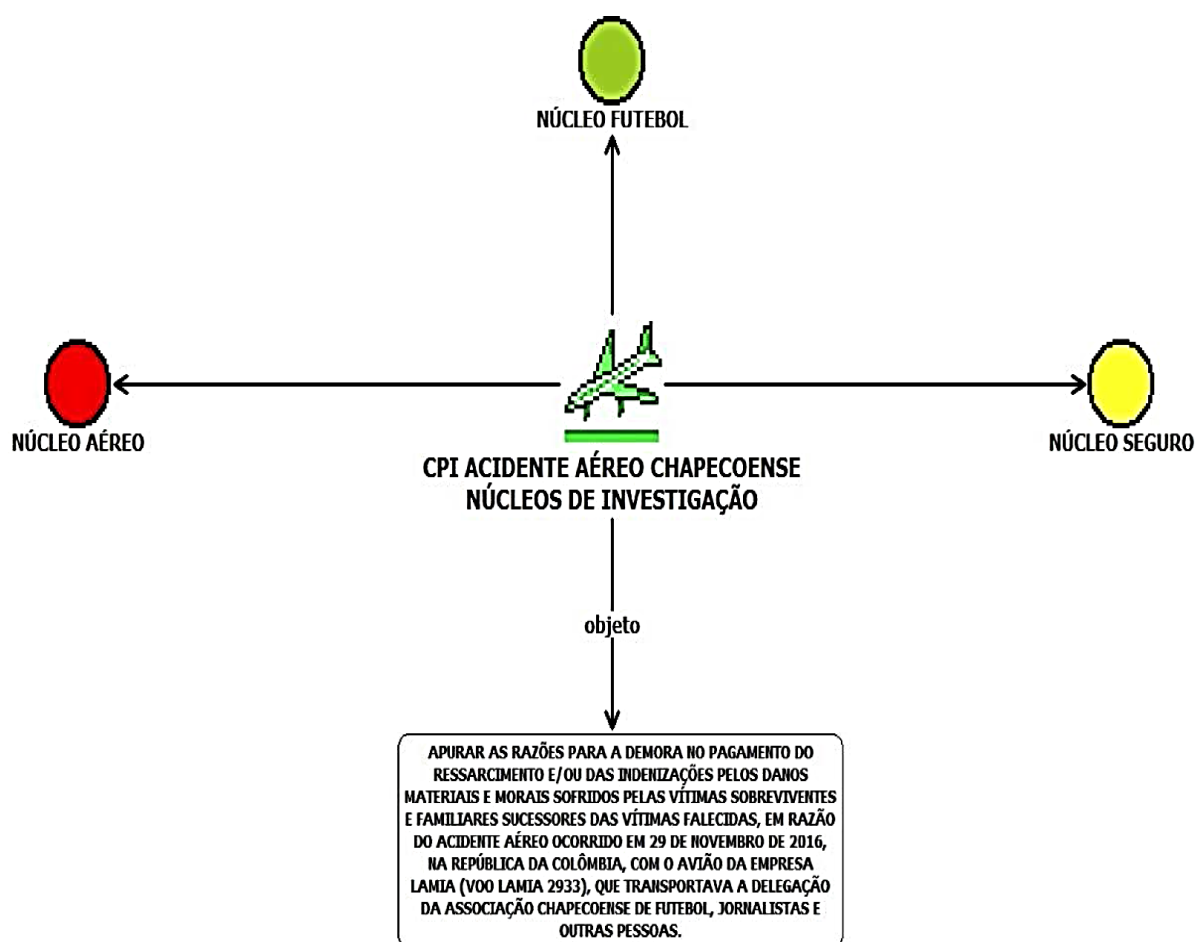 NÚCLEO FUTEBOL
NÚCLEO AÉREO
NÚCLEO SEGURO
CPI ACIDENTE AÉREO CHAPECOENSE
NÚCLEOS DE INVESTIGAÇÃO
objeto
APURAR AS RAZÕES PARA A DEMORA NO PAGAMENTO DO
RESSARCIMENTO E/OU DAS INDENIZAÇÕES PELOS DANOS
MATERIAIS E MORAIS SOFRIDOS PELAS VÍTIMAS SOBREVIVENTES
E FAMILIARES SUCESSORES DAS VÍTIMAS FALECIDAS, EM RAZÃO
DO ACIDENTE AÉREO OCORRIDO EM 29 DE NOVEMBRO DE 2016,
NA REPÚBLICA DA COLÔMBIA, COM O AVIÃO DA EMPRESA
LAMIA (VOO LAMIA 2933), QUE TRANSPORTAVA A DELEGAÇÃO
DA ASSOCIAÇÃO CHAPECOENSE DE FUTEBOL, JORNALISTAS E
OUTRAS PESSOAS.